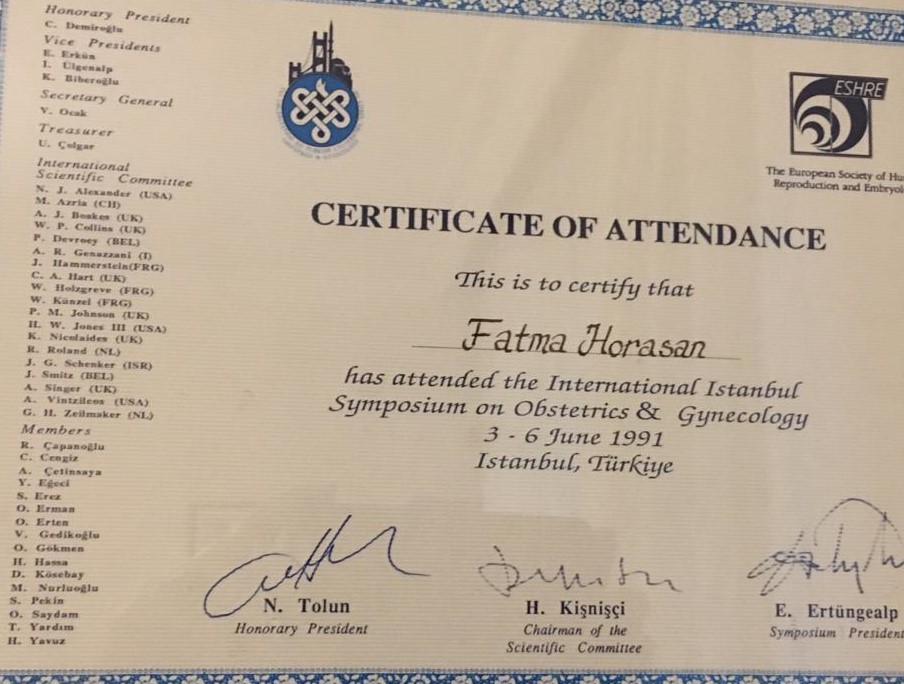 Honorary President
C. Demiroğlu
Vice Presidents
E. Erkün
I. Ülgenalp
K. Biberoğlu
Secretary General
V. Ocak
Treasurer
U. Çolgar
International
Scientific Committee
N. J. Alexander (USA)
M. Azria (CH)
A. J. Boakes (UK)
W. P. Collins (UK)
P. Devroey (BEL)
A. R. Genazzani (I)
J. Hammerstein(FRG)
C. A. Hart (UK)
W. Holzgreve (FRG)
W. Künzel (FRG)
P. M. Johnson (UK)
H. W. Jones III (USA)
K. Nicolaides (UK)
R. Roland (NL)
J. G. Schenker (ISR)
J. Smitz (BEL)
A. Singer (UK)
A. Vintzileos (USA)
G. H. Zeilmaker (NL)
Members
R. Çapanoğlu
C. Cengiz
A. Çetinsaya
Y. Eğeci
S. Erez
O. Erman
O. Erten
V. Gedikoğlu
O. Gökmen
H. Hassa
D. Kösebay
M. Nurluoğlu
S. Pekin
O. Saydam
T. Yardım
H. Yavuz
ESHRE
The European Society of Hu
Reproduction and Embryol
CERTIFICATE OF ATTENDANCE
This is to certify that
Fatma Horasan
has attended the International Istanbul
Symposium on Obstetrics & Gynecology
3 - 6 June 1991
Istanbul, Türkiye
N. Tolun
Honorary President
H. Kişnişçi
Chairman of the
Scientific Committee
E. Ertüngealp
Symposium President